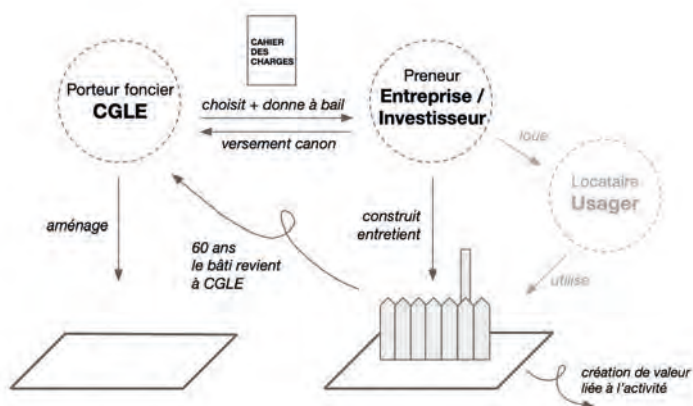 CAHIER
DES
CHARGES
Porteur foncier
CGLE
choisit + donne à bail
versement canon
Preneur
Entreprise /
Investisseur
loue
Locataire
Usager
aménage
60 ans
le bâti revient
à CGLE
construit
entretient
utilise
création de valeur
liée à l'activité